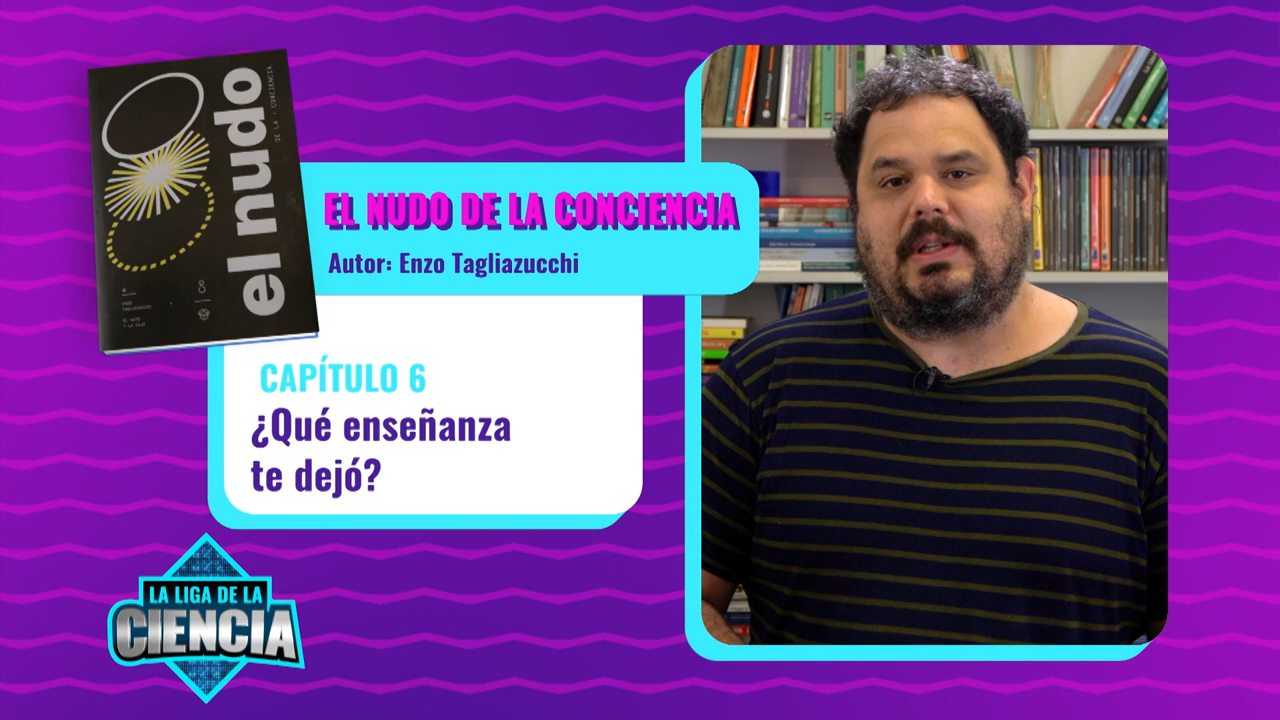 el nudo
DE LA · CONCIENCIA
EL NUDO DE LA CONCIENCIA
Autor: Enzo Tagliazucchi
CAPÍTULO 6
¿Qué enseñanza
te dejó?
LA LIGA DE LA
CIENCIA